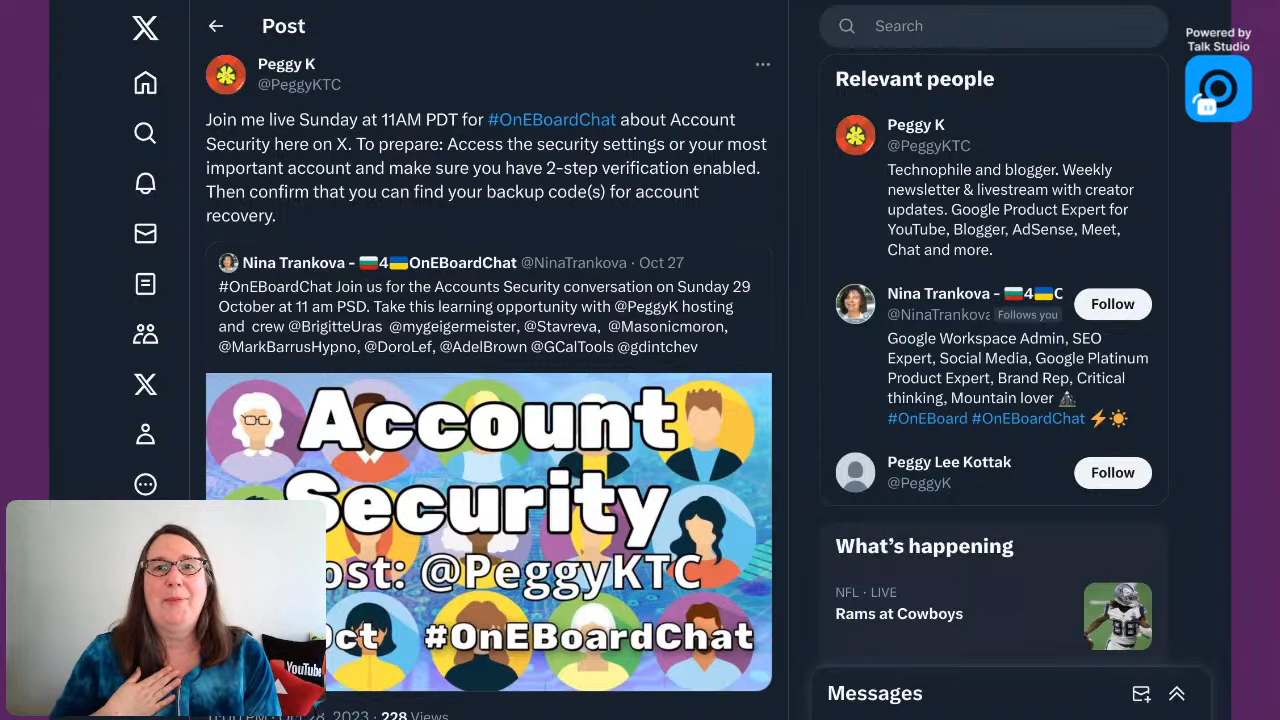 Post
Search
Powered by
Talk Studio
Peggy K
@PeggyKTC
Join me live Sunday at 11AM PDT for #OnEBoardChat about Account
Security here on X. To prepare: Access the security settings or your most
important account and make sure you have 2-step verification enabled.
Then confirm that you can find your backup code(s) for account
recovery.
Nina Trankova - 🇧🇬4🇺🇦OnEBoardChat @NinaTrankova · Oct 27
#OnEBoardChat Join us for the Accounts Security conversation on Sunday 29
October at 11 am PSD. Take this learning opportunity with @PeggyK hosting
and crew @BrigitteUras @mygeigermeister, @Stavreva, @Masonicmoron,
@MarkBarrusHypno, @DoroLef, @AdelBrown @GCalTools @gdintchev
Account
Security
ost: @PeggyKTC
Oct #OnEBoardChat
11:00 PM · Oct 28, 2023 · 228 Views
YouTube
Relevant people
Peggy K
@PeggyKTC
Technophile and blogger. Weekly
newsletter & livestream with creator
updates. Google Product Expert for
YouTube, Blogger, AdSense, Meet,
Chat and more.
Nina Trankova - 🇧🇬4🇺🇦C
Follow
@NinaTrankova Follows you
Google Workspace Admin, SEO
Expert, Social Media, Google Platinum
Product Expert, Brand Rep, Critical
thinking, Mountain lover
#OnEBoard #OnEBoardChat ⚡☀
Peggy Lee Kottak
@PeggyK
Follow
What's happening
NFL · LIVE
Rams at Cowboys
Messages